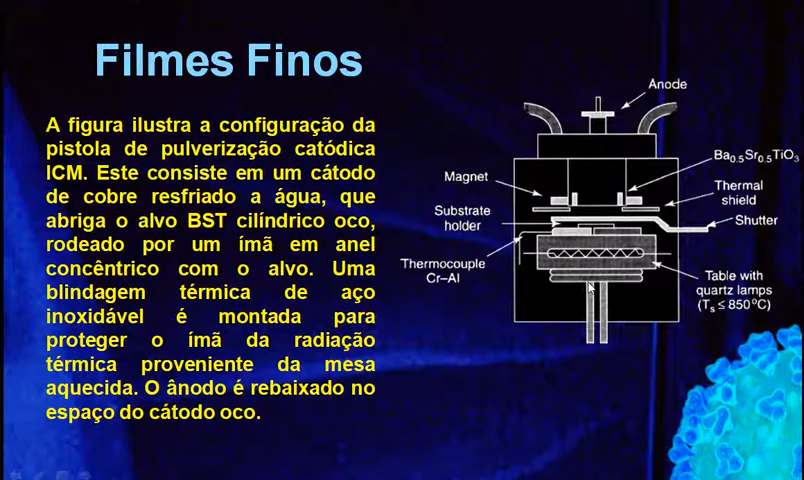 Filmes Finos
A figura ilustra a configuração da
pistola de pulverização catódica
ICM. Este consiste em um cátodo
de cobre resfriado a água, que
abriga o alvo BST cilíndrico oco,
rodeado por um ímã em anel
concêntrico com o alvo. Uma
blindagem térmica de aço
inoxidável é montada para
proteger o ímã da radiação
térmica proveniente da mesa
aquecida. O ânodo é rebaixado no
espaço do cátodo oco.
Anode
Ba0.5Sr0.5TiO3
Magnet
Thermal
shield
Substrate
holder
Shutter
Thermocouple
Cr–Al
Table with
quartz lamps
(Ts ≤ 850°C)